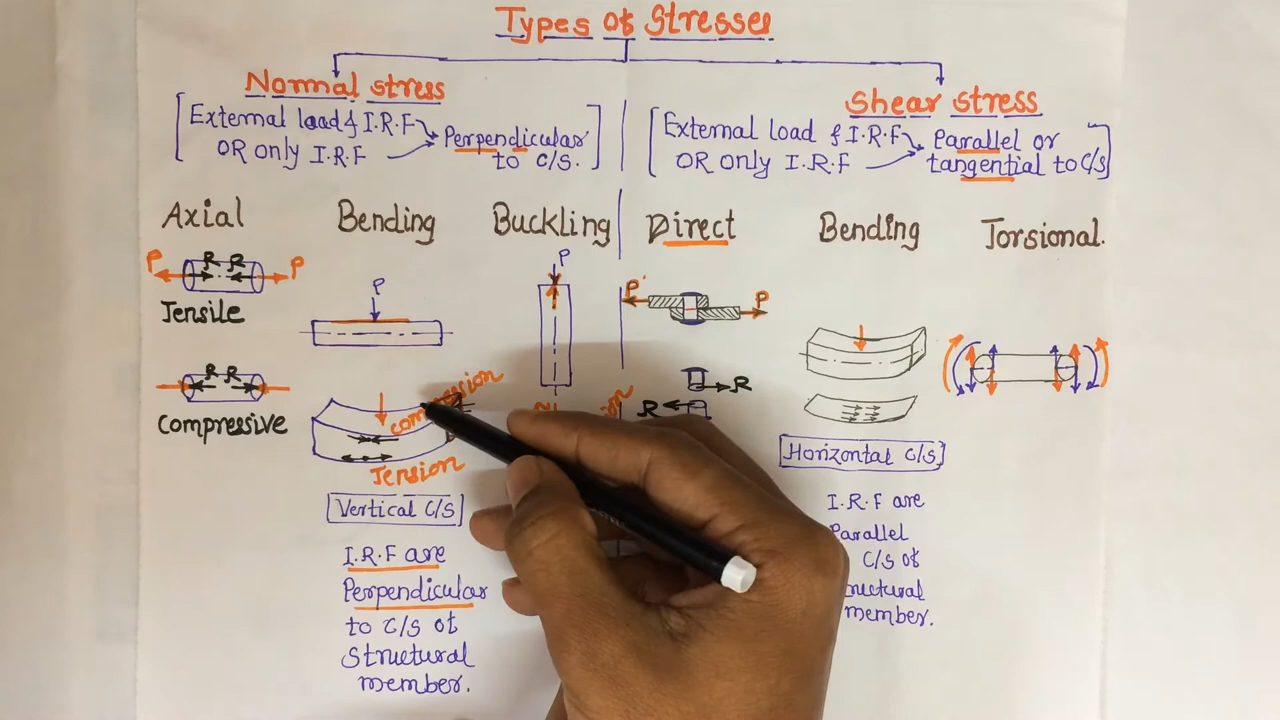 Types of Stresses
Normal stress
External load & I.R.F
OR only I.R.F
Perpendicular
to C/S.
Shear stress
External load & I.R.F
OR only I.R.F
Parallel or
tangential to C/S
Axial
Bending
Buckling
Direct
Bending
Torsional.
P R R P
Tensile
R R
Compressive
P
compression
Tension
Vertical C/S
I.R.F are
Perpendicular
to C/S of
Structural
member.
P
P P
R
R
Horizontal C/S
I.R.F are
Parallel
C/S of
member.